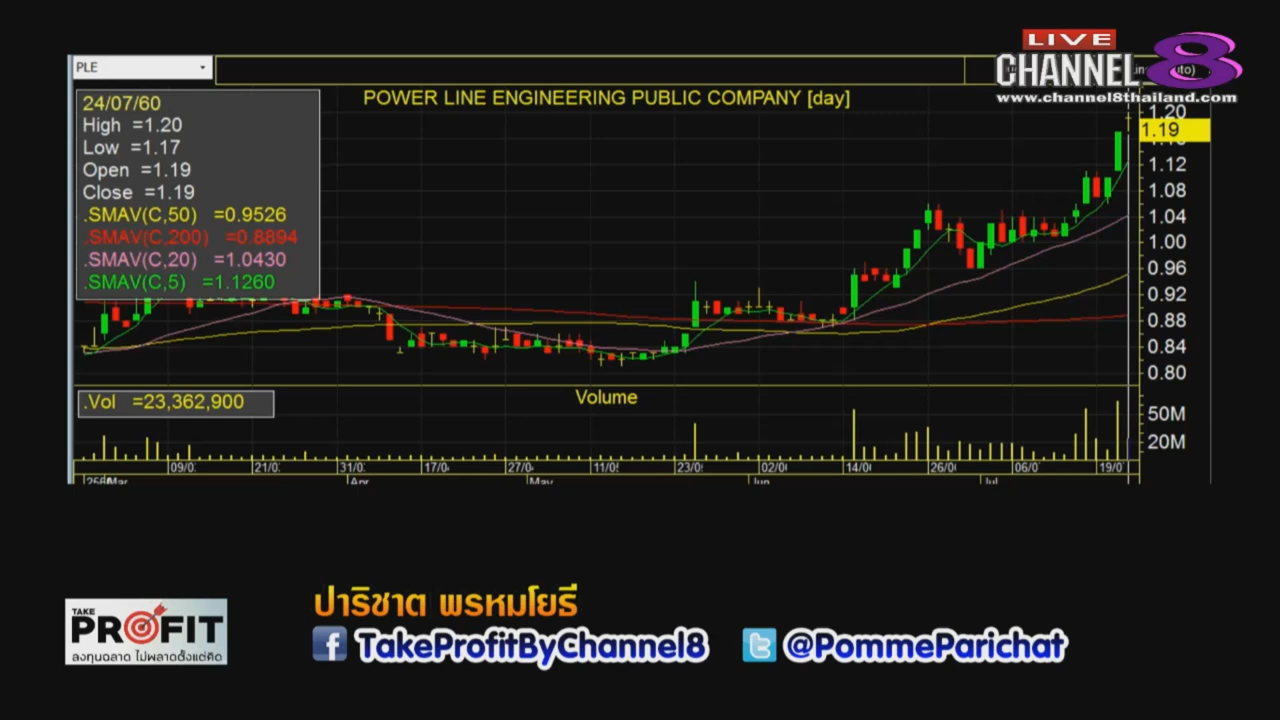 LIVE
CHANNEL 8
www.channel8thailand.com
PLE
POWER LINE ENGINEERING PUBLIC COMPANY [day]
24/07/60
High =1.20
Low =1.17
Open =1.19
Close =1.19
.SMAV(C,50) =0.9526
.SMAV(C,200) =0.8894
.SMAV(C,20) =1.0430
.SMAV(C,5) =1.1260
1.20
1.19
1.12
1.08
1.04
1.00
0.96
0.92
0.88
0.84
0.80
.Vol =23,362,900
Volume
50M
20M
09/0 21/0 31/0 17/0 27/0 11/0 23/0 02/0 14/0 26/0 06/0 19/0
Mar Apr May Jun Jul
TAKE
PROFIT
ลงทุนฉลาด ไม่พลาดตั้งแต่คิด
ปาริชาต พรหมโยธี
TakeProfitByChannel8 @PommeParichat